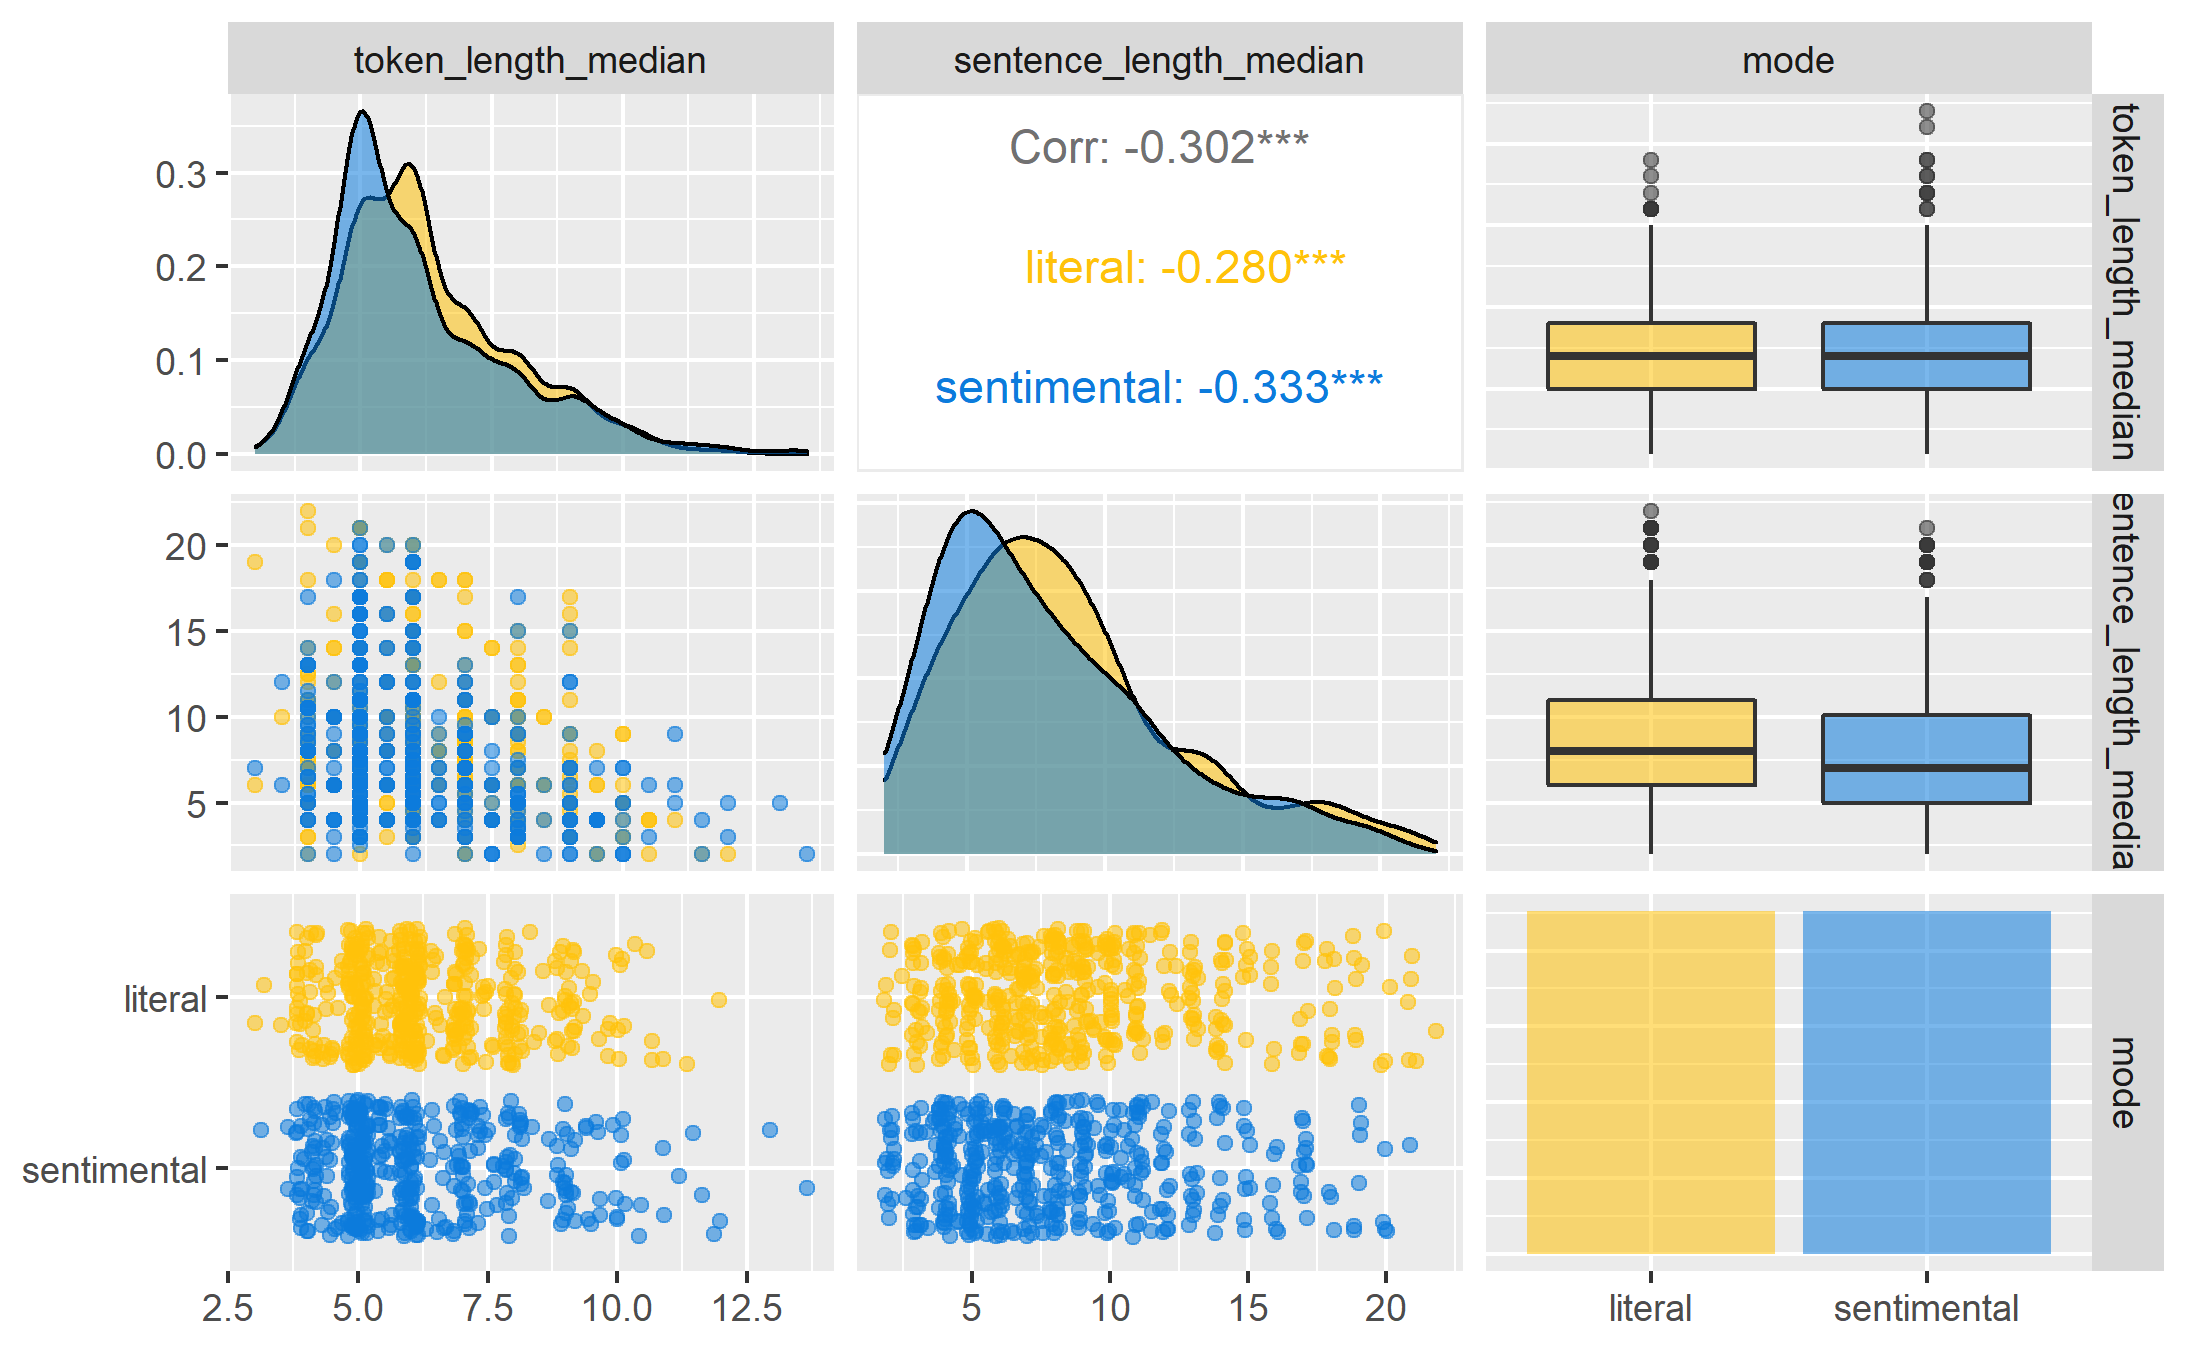 token_length_median
sentence_length_median
mode
0.3
0.2
0.1
0.0
Corr: -0.302***
literal: -0.280***
sentimental: -0.333***
token_length_median
20
15
10
5
entence_length_media
literal
sentimental
mode
2.5 5.0 7.5 10.0 12.5
5 10 15 20
literal sentimental